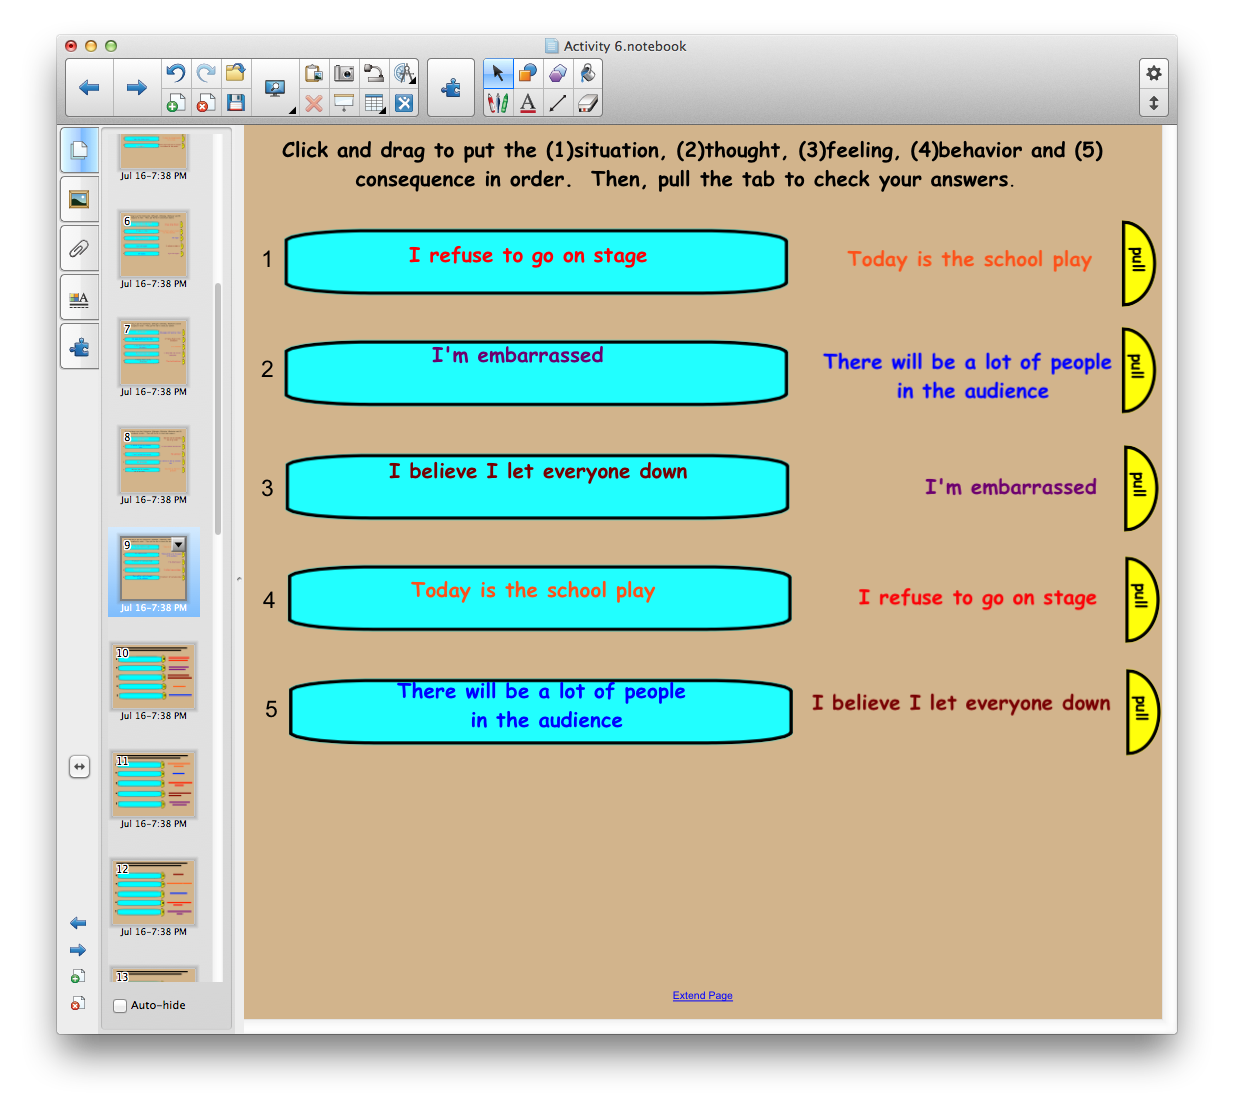 Activity 6.notebook
Click and drag to put the (1)situation, (2)thought, (3)feeling, (4)behavior and (5)
consequence in order. Then, pull the tab to check your answers.
1
I refuse to go on stage
Today is the school play
pull
2
I'm embarrassed
There will be a lot of people
in the audience
pull
3
I believe I let everyone down
I'm embarrassed
pull
4
Today is the school play
I refuse to go on stage
pull
5
There will be a lot of people
in the audience
I believe I let everyone down
pull
Extend Page
Jul 16-7:38 PM
6
Jul 16-7:38 PM
7
Jul 16-7:38 PM
8
Jul 16-7:38 PM
9
Jul 16-7:38 PM
10
Jul 16-7:38 PM
11
Jul 16-7:38 PM
12
Jul 16-7:38 PM
13
Auto-hide